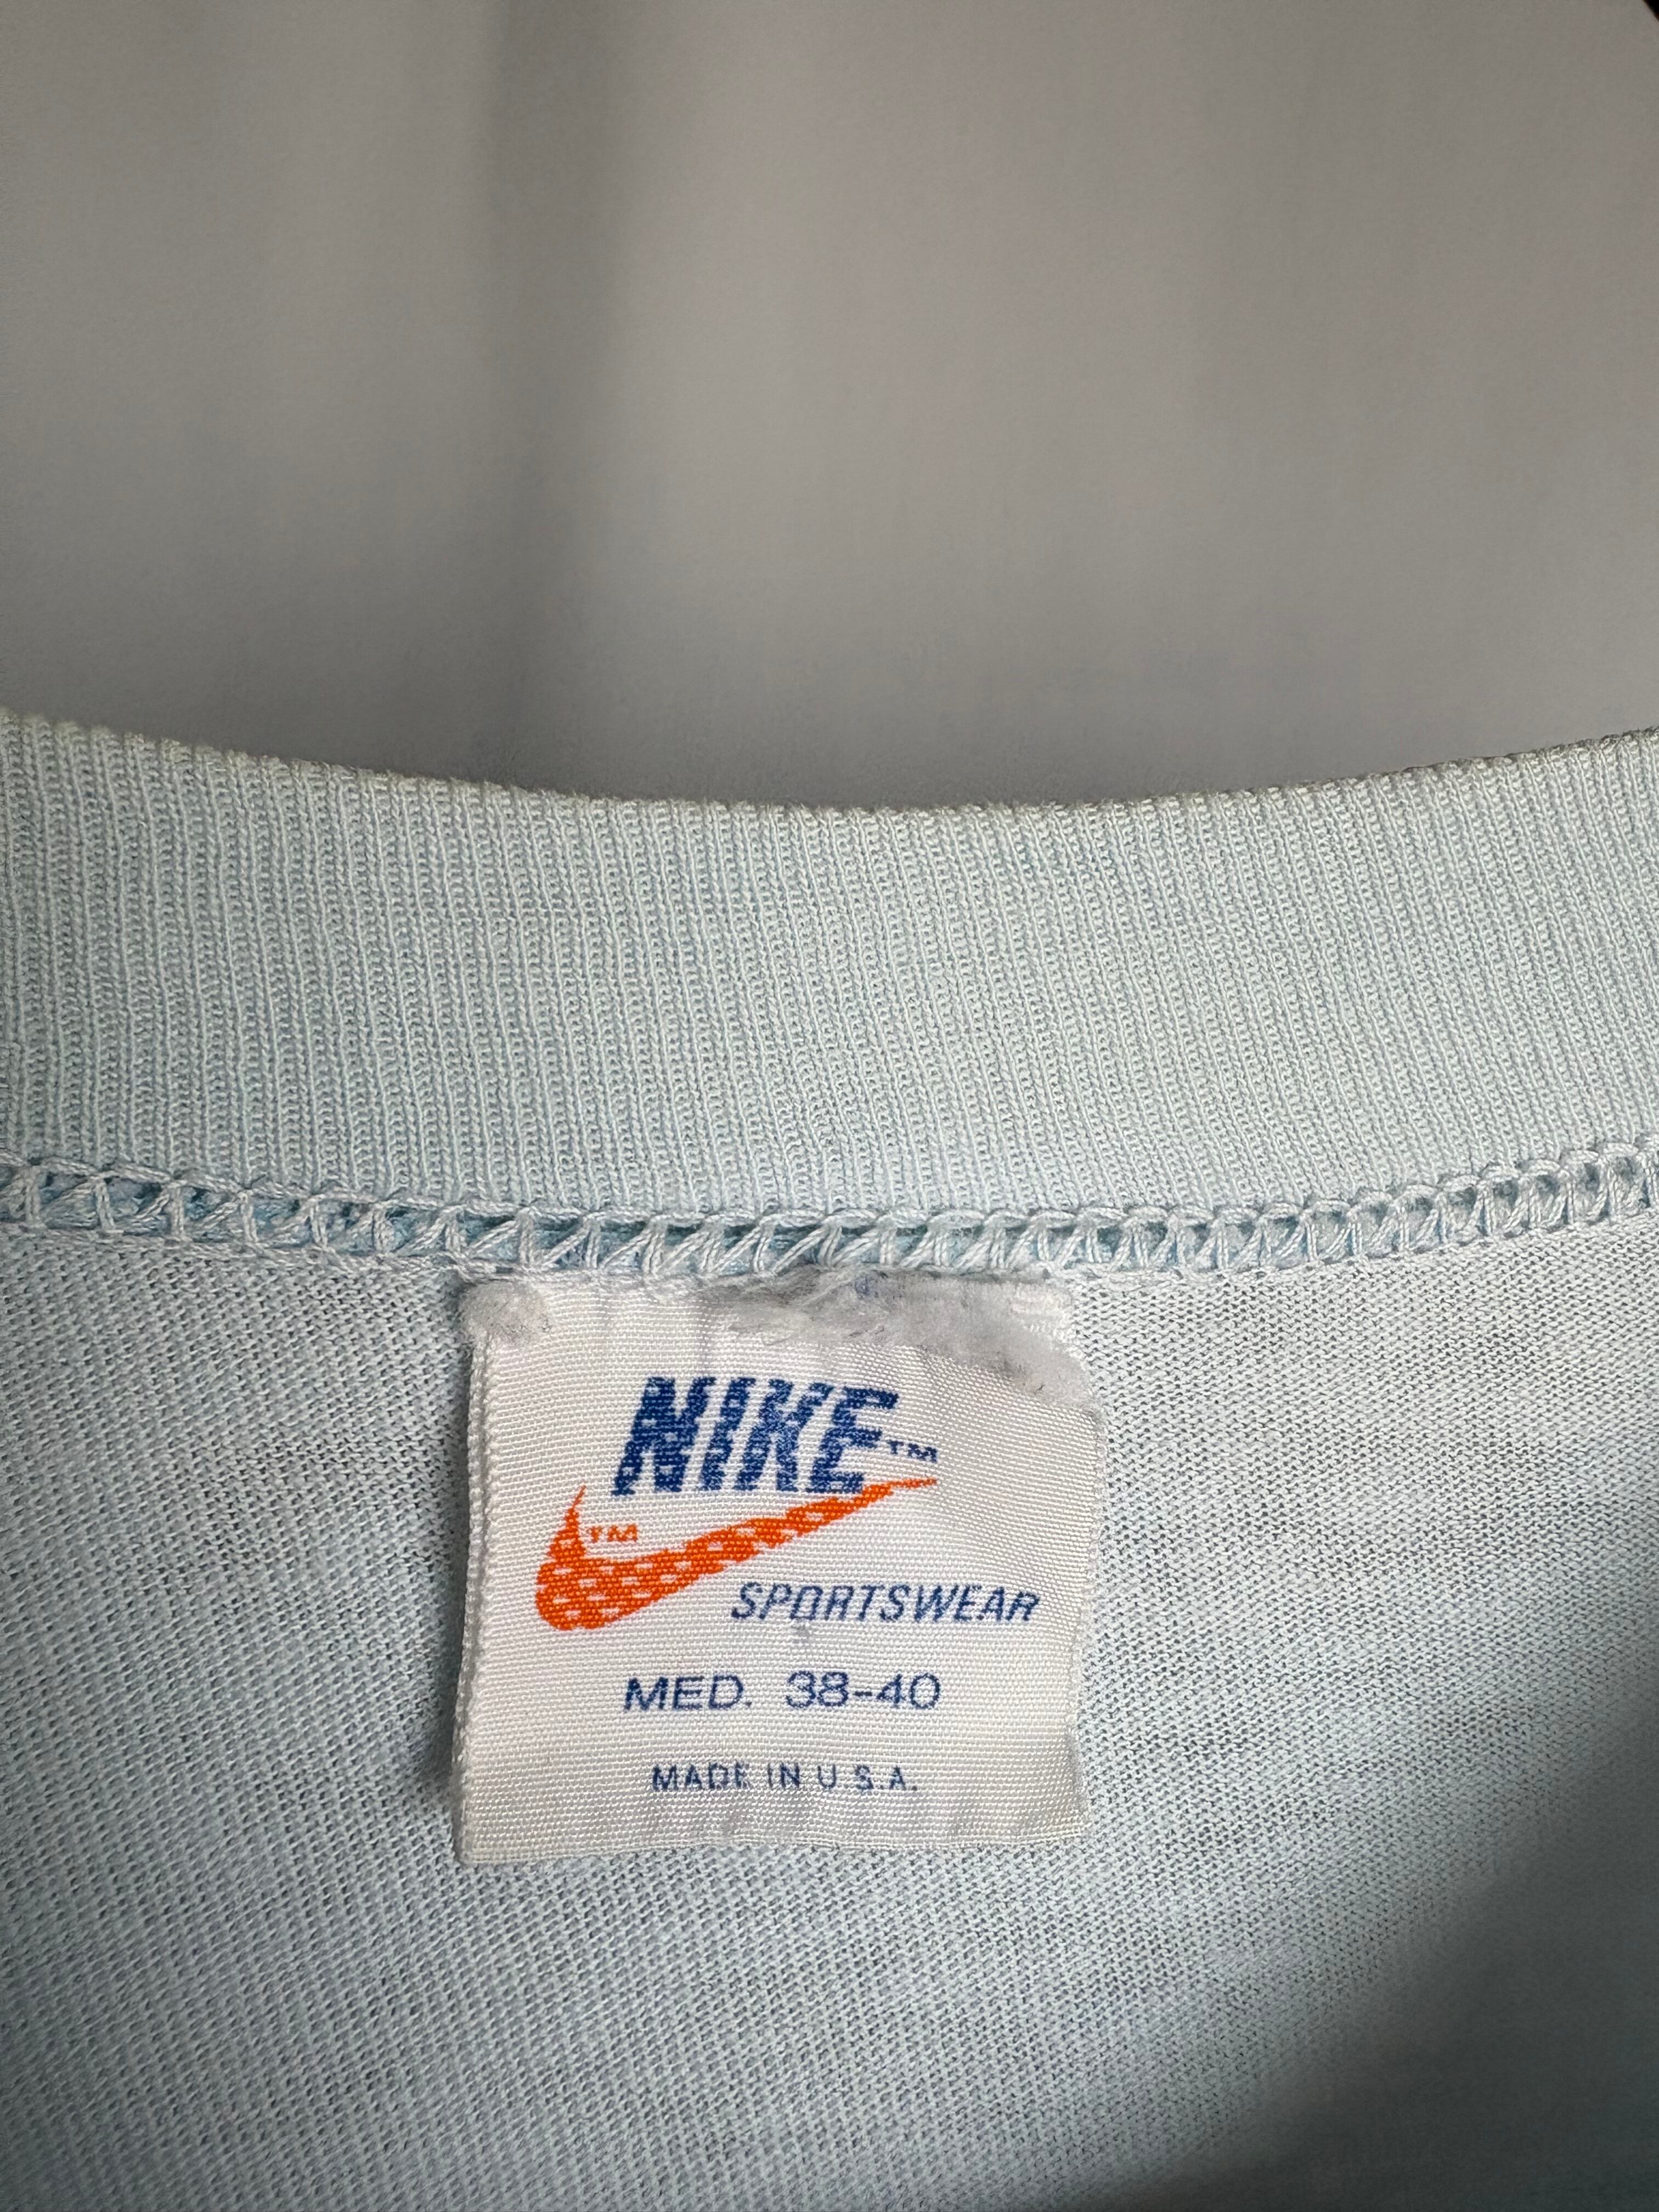 NIKE™
™
SPORTSWEAR
MED. 38-40
MADE IN U.S.A.